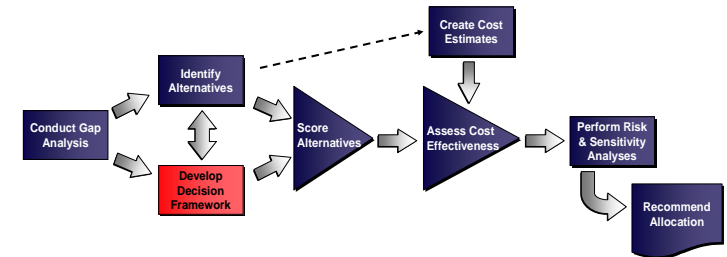 Conduct Gap
Analysis
Identify
Alternatives
Develop
Decision
Framework
Score
Alternatives
Create Cost
Estimates
Assess Cost
Effectiveness
Perform Risk
& Sensitivity
Analyses
Recommend
Allocation